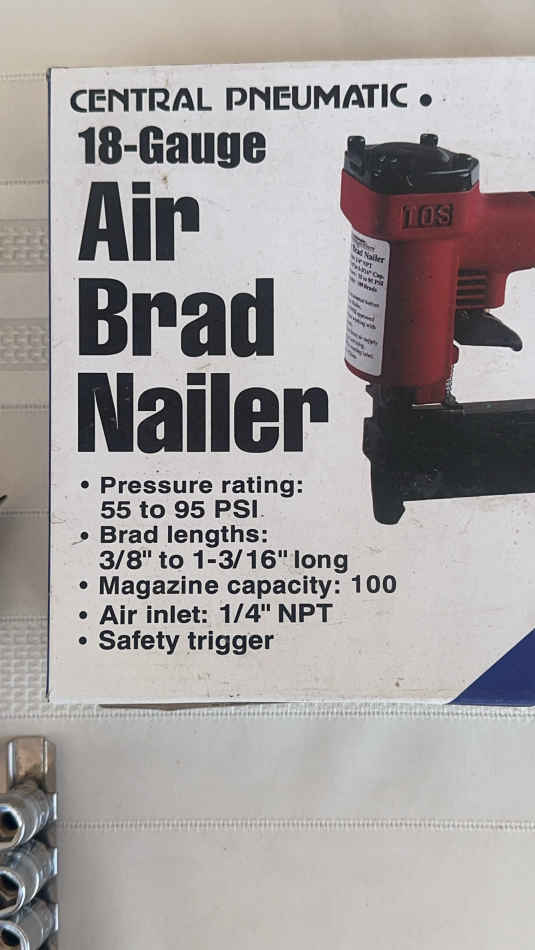 CENTRAL PNEUMATIC •
18-Gauge
Air
Brad
Nailer
• Pressure rating:
55 to 95 PSI
• Brad lengths:
3/8" to 1-3/16" long
• Magazine capacity: 100
• Air inlet: 1/4" NPT
• Safety trigger
TOS
Brad Nailer